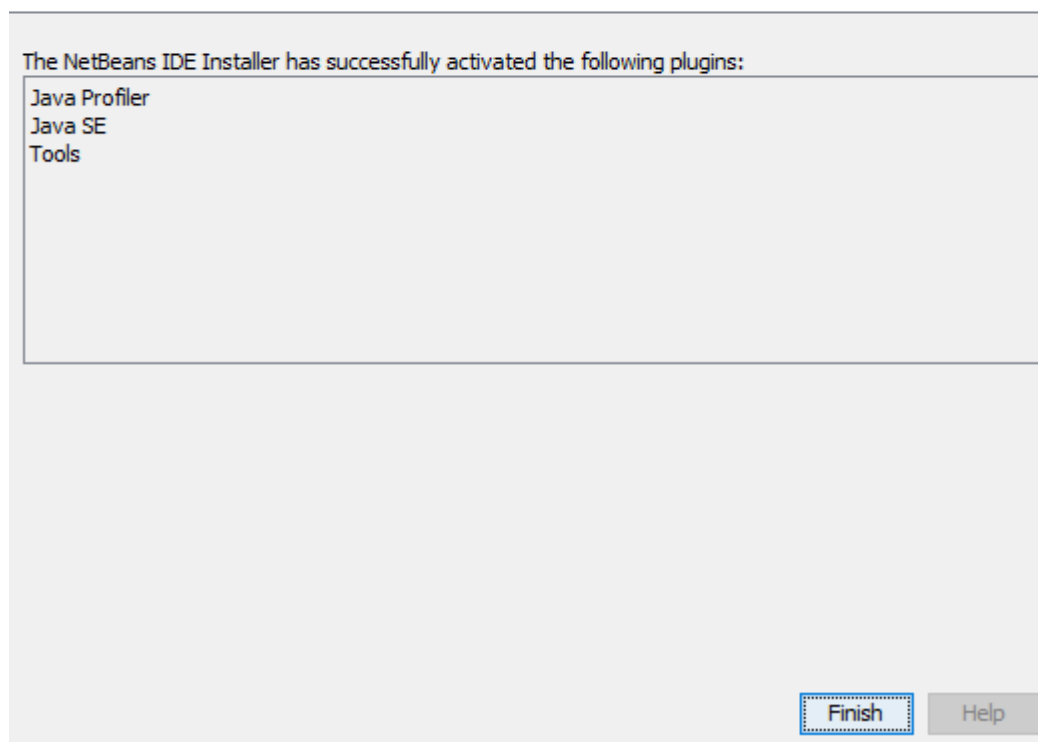 The NetBeans IDE Installer has successfully activated the following plugins:
Java Profiler
Java SE
Tools
Finish
Help